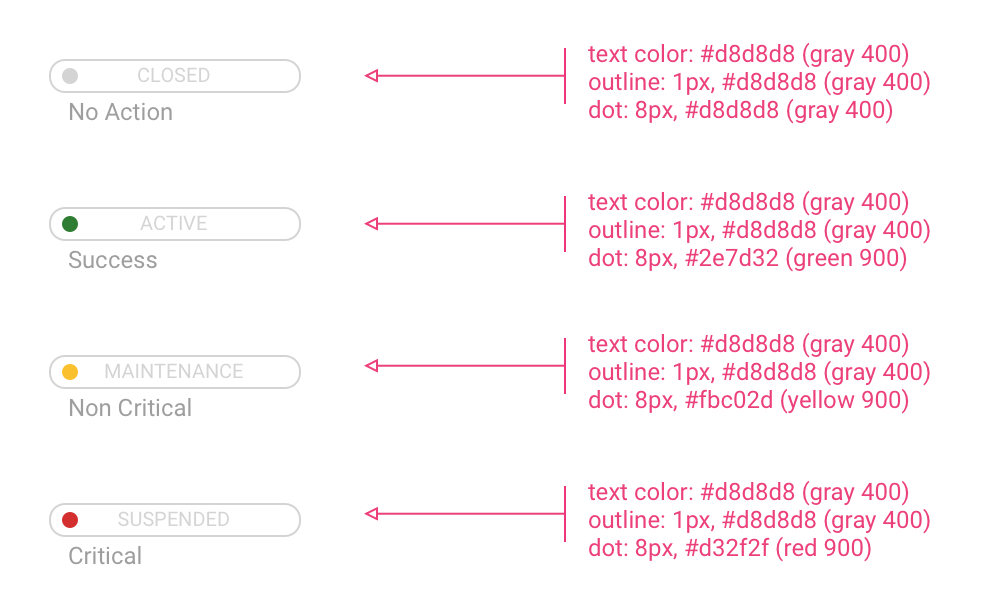 CLOSED
No Action
text color: #d8d8d8 (gray 400)
outline: 1px, #d8d8d8 (gray 400)
dot: 8px, #d8d8d8 (gray 400)
ACTIVE
Success
text color: #d8d8d8 (gray 400)
outline: 1px, #d8d8d8 (gray 400)
dot: 8px, #2e7d32 (green 900)
MAINTENANCE
Non Critical
text color: #d8d8d8 (gray 400)
outline: 1px, #d8d8d8 (gray 400)
dot: 8px, #fbc02d (yellow 900)
SUSPENDED
Critical
text color: #d8d8d8 (gray 400)
outline: 1px, #d8d8d8 (gray 400)
dot: 8px, #d32f2f (red 900)